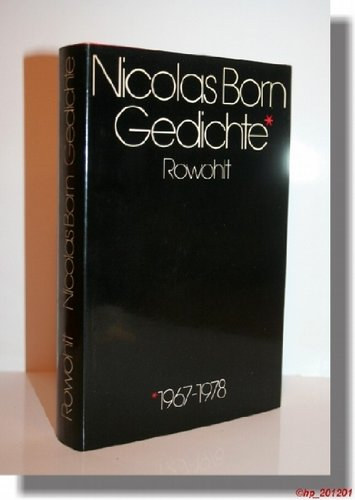 Nicolas Born
Gedichte*
Rowohlt
*1967-1978
Rowohlt Nicolas Born Gedichte
©hp_201201